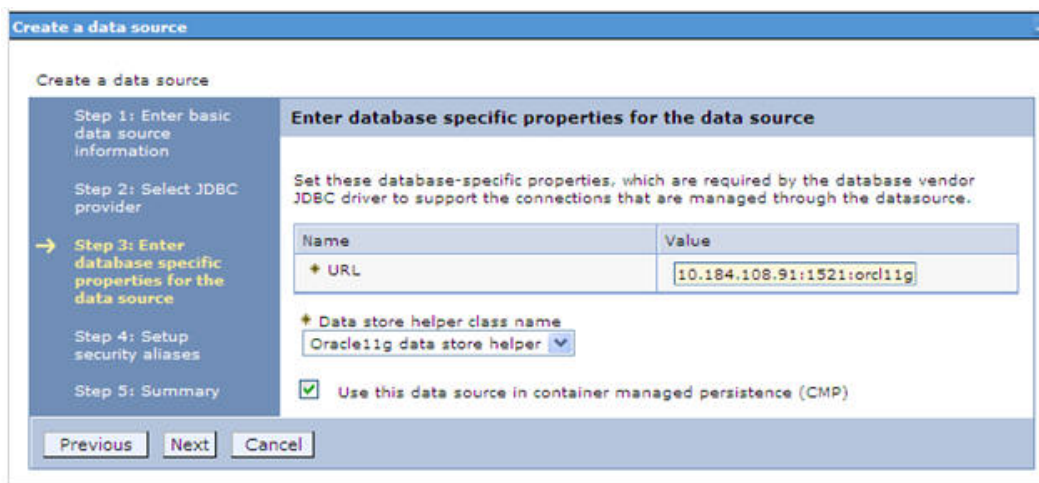 Create a data source
Create a data source
Step 1: Enter basic
data source
information
Step 2: Select JDBC
provider
Step 3: Enter
database specific
properties for the
data source
Step 4: Setup
security aliases
Step 5: Summary
Enter database specific properties for the data source
Set these database-specific properties, which are required by the database vendor
JDBC driver to support the connections that are managed through the datasource.
Name Value
URL 10.184.108.91:1521:orcl11g
Data store helper class name
Oracle11g data store helper
Use this data source in container managed persistence (CMP)
Previous Next Cancel